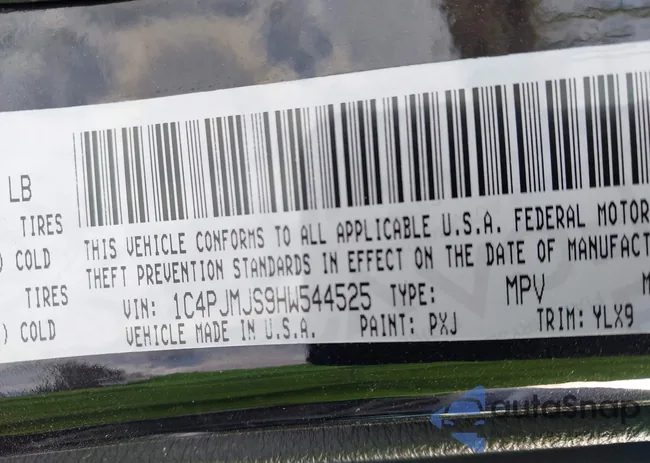 LB
TIRES
) COLD
TIRES
) COLD
THIS VEHICLE CONFORMS TO ALL APPLICABLE U.S.A. FEDERAL MOTOR
THEFT PREVENTION STANDARDS IN EFFECT ON THE DATE OF MANUFACT
VIN: 1C4PJMJS9HW544525 TYPE: MPV
VEHICLE MADE IN U.S.A. PAINT: PXJ TRIM: YLX9
autoSnap